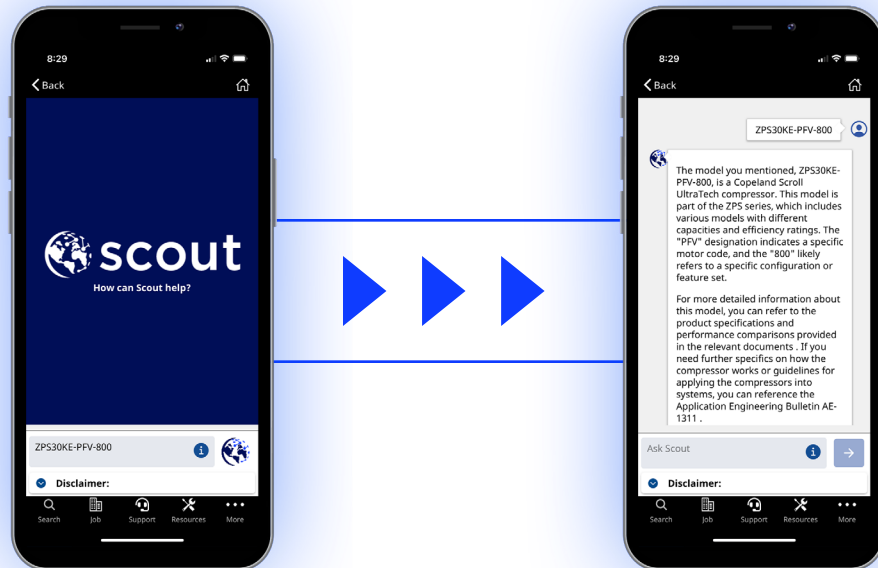 8:29
Back
scout
How can Scout help?
ZPS30KE-PFV-800
i
Disclaimer:
Search Job Support Resources More
8:29
Back
ZPS30KE-PFV-800
The model you mentioned, ZPS30KE-
PFV-800, is a Copeland Scroll
UltraTech compressor. This model is
part of the ZPS series, which includes
various models with different
capacities and efficiency ratings. The
"PFV" designation indicates a specific
motor code, and the "800" likely
refers to a specific configuration or
feature set.
For more detailed information about
this model, you can refer to the
product specifications and
performance comparisons provided
in the relevant documents . If you
need further specifics on how the
compressor works or guidelines for
applying the compressors into
systems, you can reference the
Application Engineering Bulletin AE-
1311 .
Ask Scout
i
Disclaimer:
Search Job Support Resources More